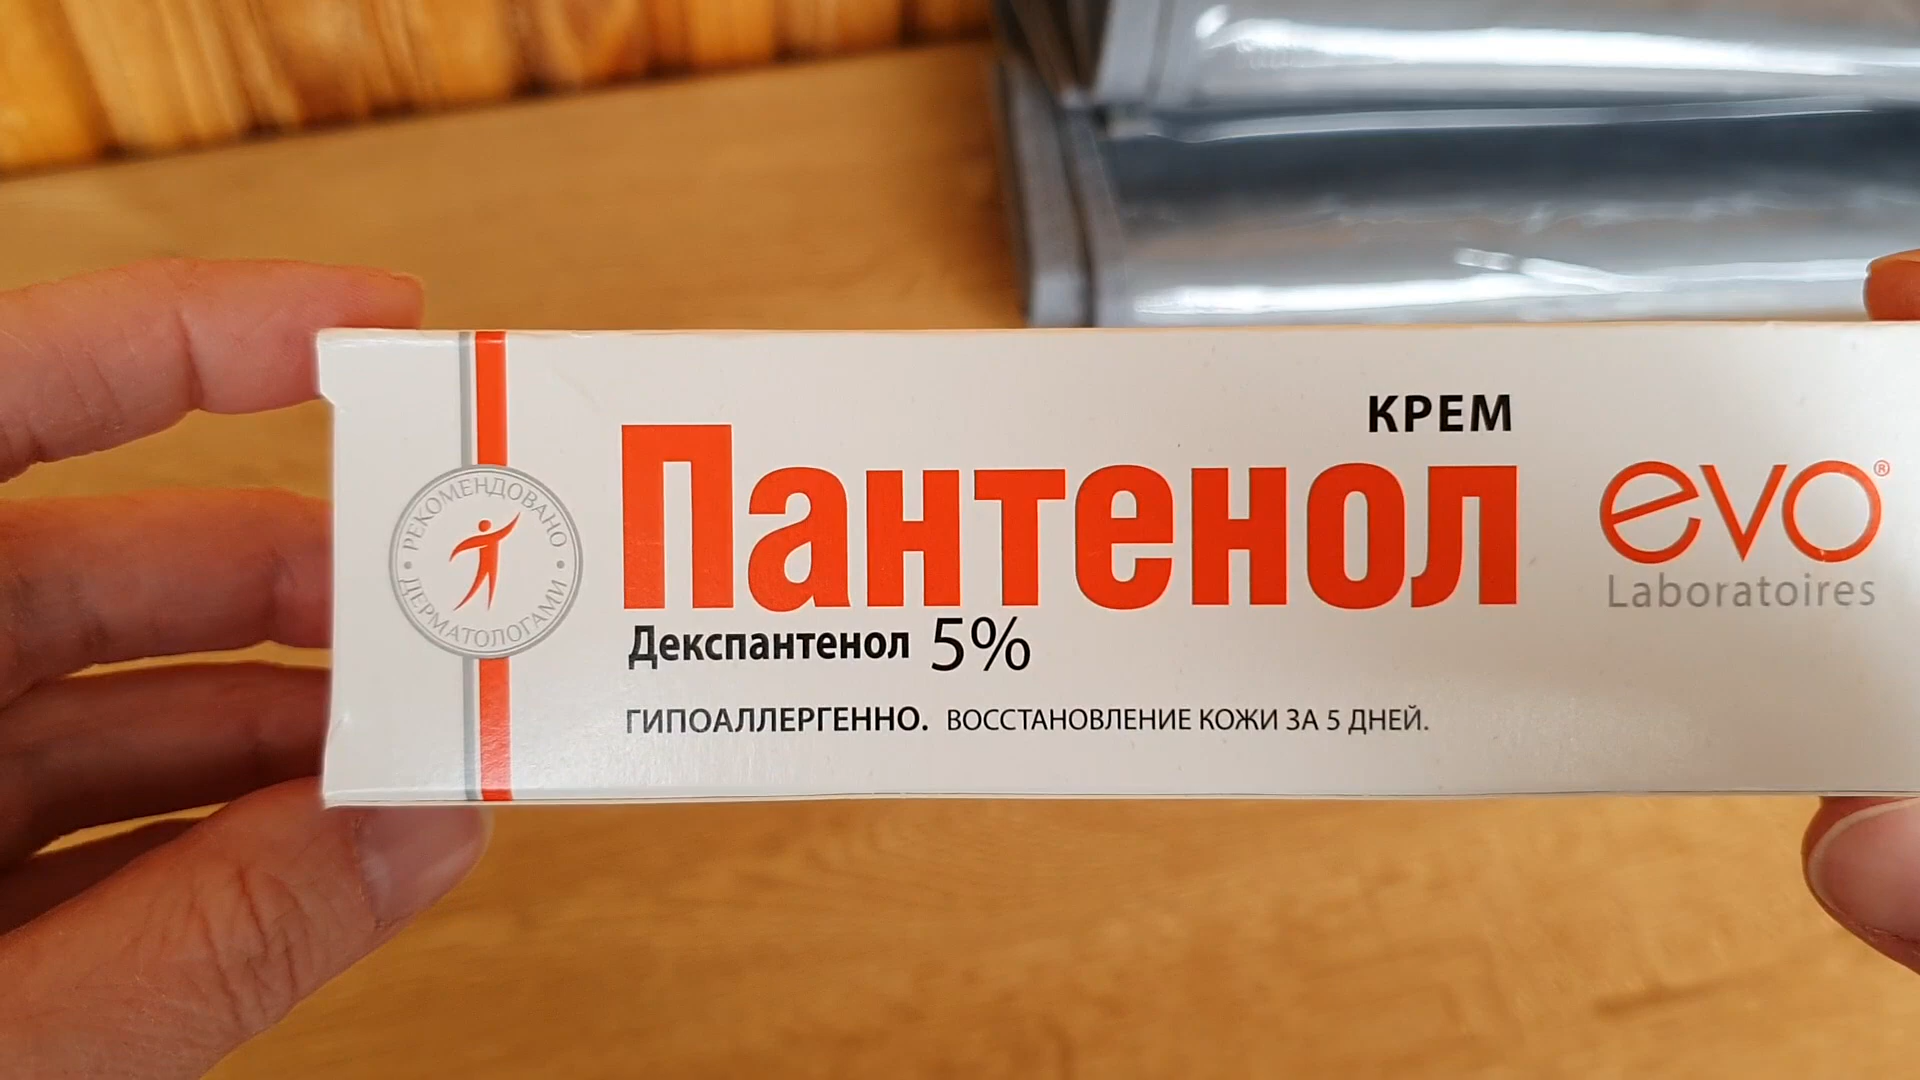 РЕКОМЕНДОВАНО
ДЕРМАТОЛОГАМИ
КРЕМ
Пантенол
evo®
Laboratoires
Декспантенол 5%
ГИПОАЛЛЕРГЕННО. ВОССТАНОВЛЕНИЕ КОЖИ ЗА 5 ДНЕЙ.